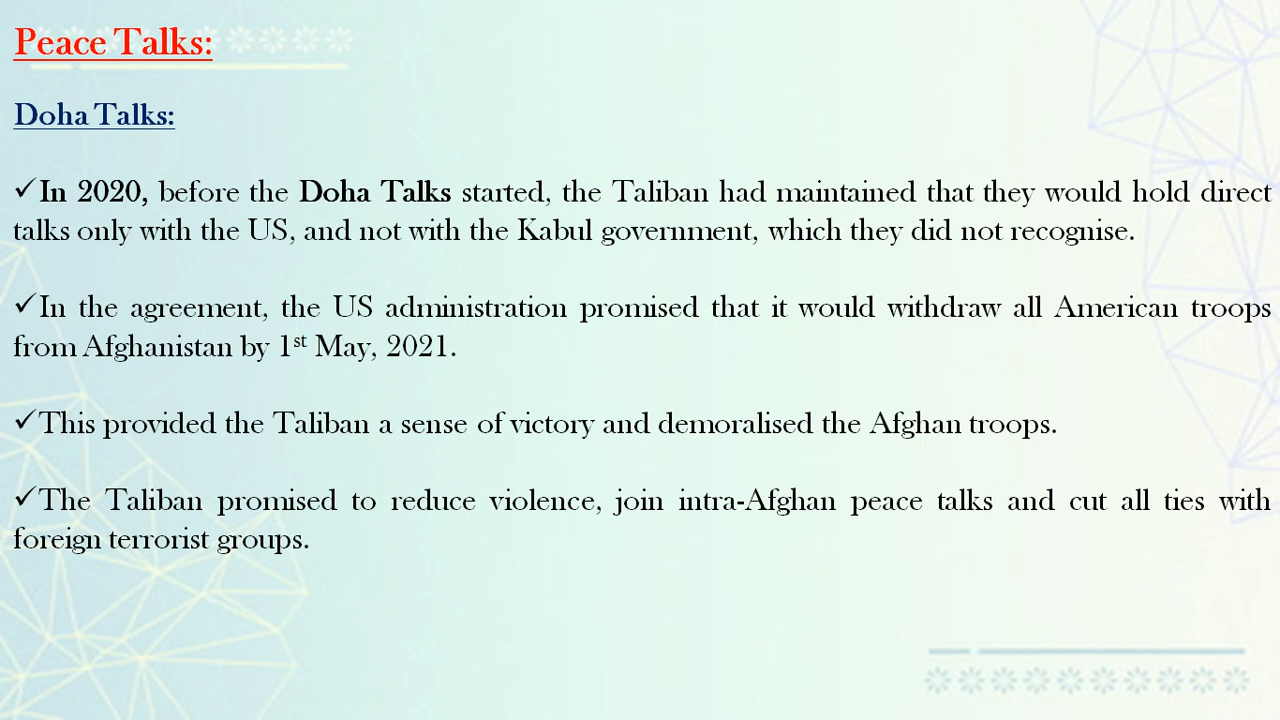 Peace Talks:
Doha Talks:
✓In 2020, before the Doha Talks started, the Taliban had maintained that they would hold direct
talks only with the US, and not with the Kabul government, which they did not recognise.
✓In the agreement, the US administration promised that it would withdraw all American troops
from Afghanistan by 1st May, 2021.
✓This provided the Taliban a sense of victory and demoralised the Afghan troops.
✓The Taliban promised to reduce violence, join intra-Afghan peace talks and cut all ties with
foreign terrorist groups.